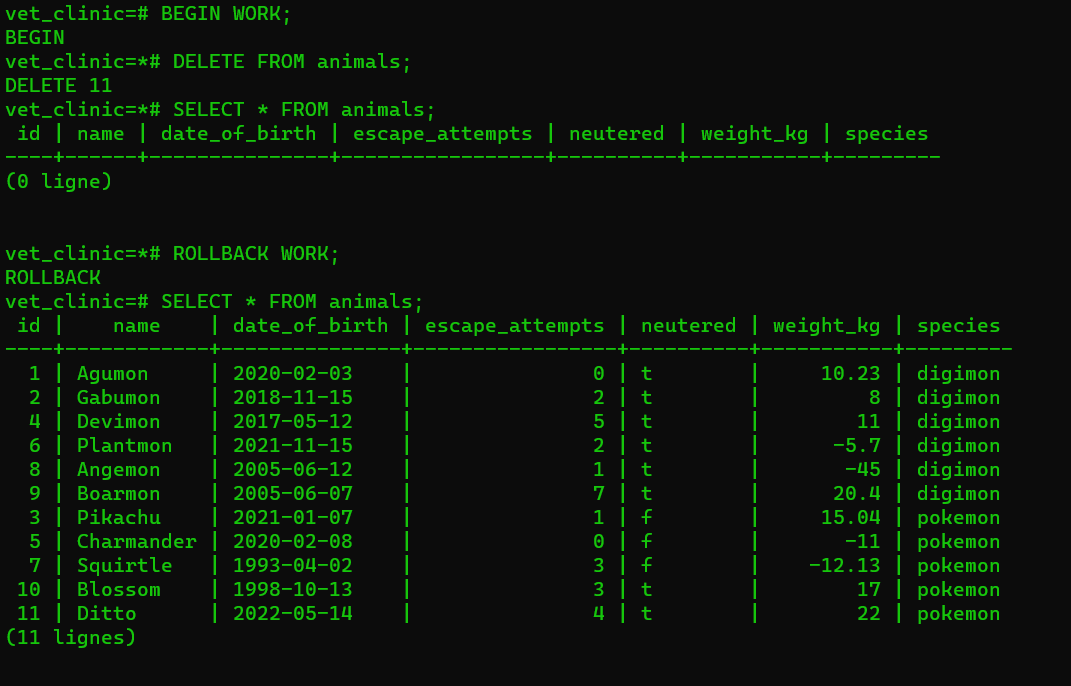 vet_clinic=# BEGIN WORK;
BEGIN
vet_clinic=*# DELETE FROM animals;
DELETE 11
vet_clinic=*# SELECT * FROM animals;
 id | name | date_of_birth | escape_attempts | neutered | weight_kg | species
----+------+---------------+-----------------+----------+-----------+---------
(0 ligne)


vet_clinic=*# ROLLBACK WORK;
ROLLBACK
vet_clinic=# SELECT * FROM animals;
 id |    name    | date_of_birth | escape_attempts | neutered | weight_kg | species
----+------------+---------------+-----------------+----------+-----------+---------
  1 | Agumon     | 2020-02-03    |               0 | t        |     10.23 | digimon
  2 | Gabumon    | 2018-11-15    |               2 | t        |         8 | digimon
  4 | Devimon    | 2017-05-12    |               5 | t        |        11 | digimon
  6 | Plantmon   | 2021-11-15    |               2 | t        |      -5.7 | digimon
  8 | Angemon    | 2005-06-12    |               1 | t        |       -45 | digimon
  9 | Boarmon    | 2005-06-07    |               7 | t        |      20.4 | digimon
  3 | Pikachu    | 2021-01-07    |               1 | f        |     15.04 | pokemon
  5 | Charmander | 2020-02-08    |               0 | f        |       -11 | pokemon
  7 | Squirtle   | 1993-04-02    |               3 | f        |    -12.13 | pokemon
 10 | Blossom    | 1998-10-13    |               3 | t        |        17 | pokemon
 11 | Ditto      | 2022-05-14    |               4 | t        |        22 | pokemon
(11 lignes)